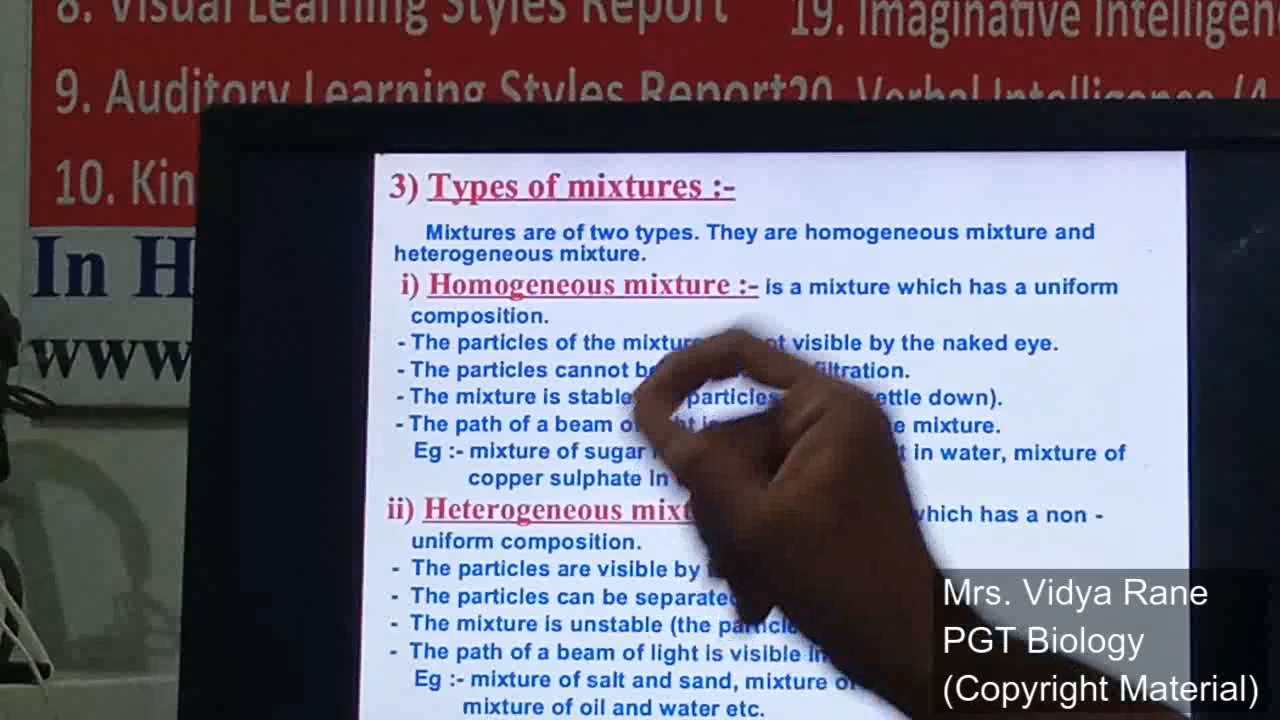 8. Visual Learning Styles Report
19. Imaginative Intelligen
9. Auditory Learning Styles Report
20. Verbal Intelligence (4
10. Kin
In H
www.
3) Types of mixtures :-
Mixtures are of two types. They are homogeneous mixture and
heterogeneous mixture.
i) Homogeneous mixture :- is a mixture which has a uniform
composition.
- The particles of the mixture visible by the naked eye.
- The particles cannot be filtration.
- The mixture is stable particles settle down).
- The path of a beam of mixture.
Eg :- mixture of sugar in water, mixture of
copper sulphate in
ii) Heterogeneous which has a non -
uniform composition.
- The particles are visible by
- The particles can be separated
- The mixture is unstable (the
- The path of a beam of light is visible
Eg :- mixture of salt and sand, mixture
mixture of oil and water etc.
Mrs. Vidya Rane
PGT Biology
(Copyright Material)